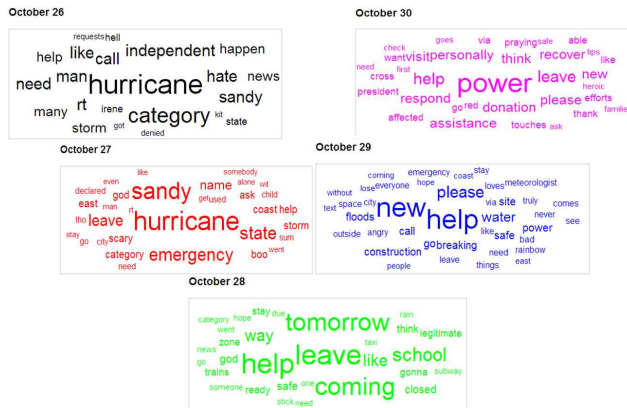 October 26
requests hell
help like call independent happen
need man hurricane hate news
many rt irene category kit sandy
storm got denied state
October 30
goes via praying safe able
check want visit personally think recover tips like
need cross first help power leave new
president respond heroic
affected go red donation please efforts
assistance touches ask thank familie
October 27
like somebody
even declared god sandy name alone wit
rt get used ask child
east man
tho leave hurricane coast help
stay go city scary state storm
category emergency boo sum went
need
October 29
coming emergency coast stay
without lose everyone hope please loves meteorologist
text space city new help via site truly comes
floods water never
outside angry call like safe power see
construction go breaking need bad rainbow
people leave things east
October 28
category hope stay due tomorrow rain
went zone way think legitimate
news god help leave taxi like school
go trains coming gonna subway
someone ready safe one closed
stick need